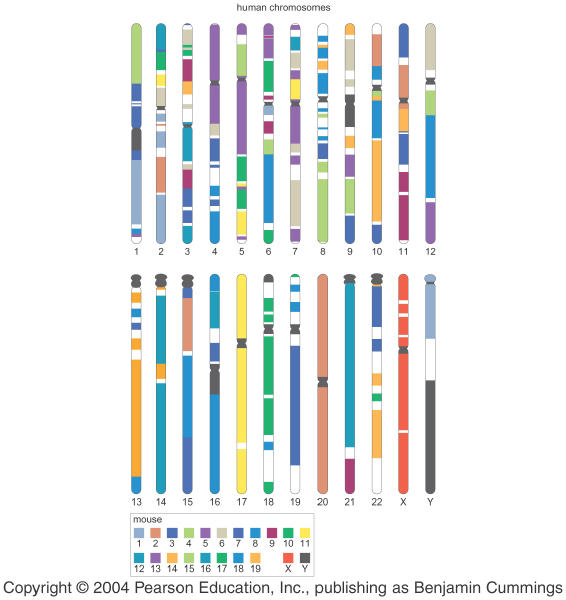 human chromosomes
1 2 3 4 5 6 7 8 9 10 11 12
13 14 15 16 17 18 19 20 21 22 X Y
mouse
1 2 3 4 5 6 7 8 9 10 11
12 13 14 15 16 17 18 19 X Y
Copyright © 2004 Pearson Education, Inc., publishing as Benjamin Cummings